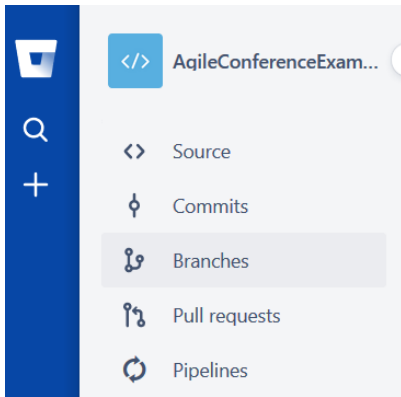 AgileConferenceExam...
Source
Commits
Branches
Pull requests
Pipelines